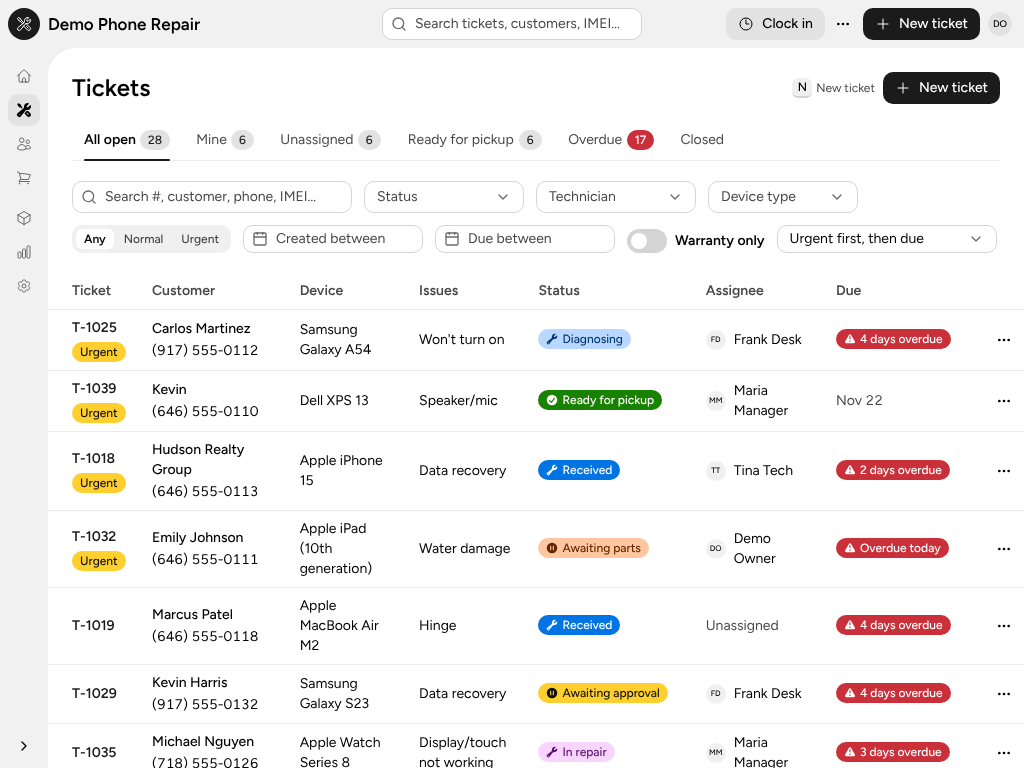 Demo Phone Repair
Search tickets, customers, IMEI...
Clock in
New ticket
DO
Tickets
N New ticket
New ticket
All open 28
Mine 6
Unassigned 6
Ready for pickup 6
Overdue 17
Closed
Search #, customer, phone, IMEI...
Status
Technician
Device type
Any
Normal
Urgent
Created between
Due between
Warranty only
Urgent first, then due
Ticket Customer Device Issues Status Assignee Due
T-1025
Urgent
Carlos Martinez
(917) 555-0112
Samsung
Galaxy A54
Won't turn on
Diagnosing
FD Frank Desk
4 days overdue
T-1039
Urgent
Kevin
(646) 555-0110
Dell XPS 13
Speaker/mic
Ready for pickup
MM Maria
Manager
Nov 22
T-1018
Urgent
Hudson Realty
Group
(646) 555-0113
Apple iPhone
15
Data recovery
Received
TT Tina Tech
2 days overdue
T-1032
Urgent
Emily Johnson
(646) 555-0111
Apple iPad
(10th
generation)
Water damage
Awaiting parts
DO Demo
Owner
Overdue today
T-1019
Marcus Patel
(646) 555-0118
Apple
MacBook Air
M2
Hinge
Received
Unassigned
4 days overdue
T-1029
Kevin Harris
(917) 555-0132
Samsung
Galaxy S23
Data recovery
Awaiting approval
FD Frank Desk
4 days overdue
T-1035
Michael Nguyen
(718) 555-0126
Apple Watch
Series 8
Display/touch
not working
In repair
MM Maria
Manager
3 days overdue